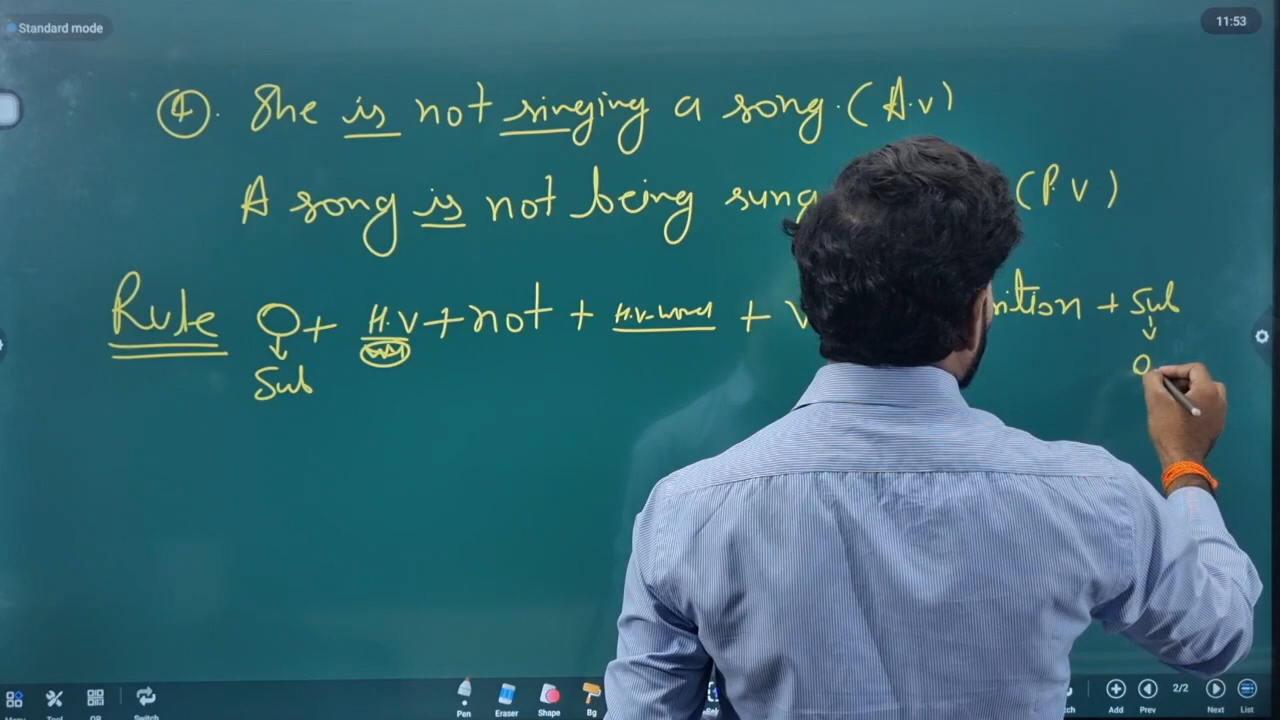 Standard mode
11:53
④. She is not singing a song. (A.V)
A song is not being sung (P.V)
Rule O + H.V + not + H.V-word + V + Sub
Sub
Pen Eraser Shape Bg Add Prev 2/2 Next List